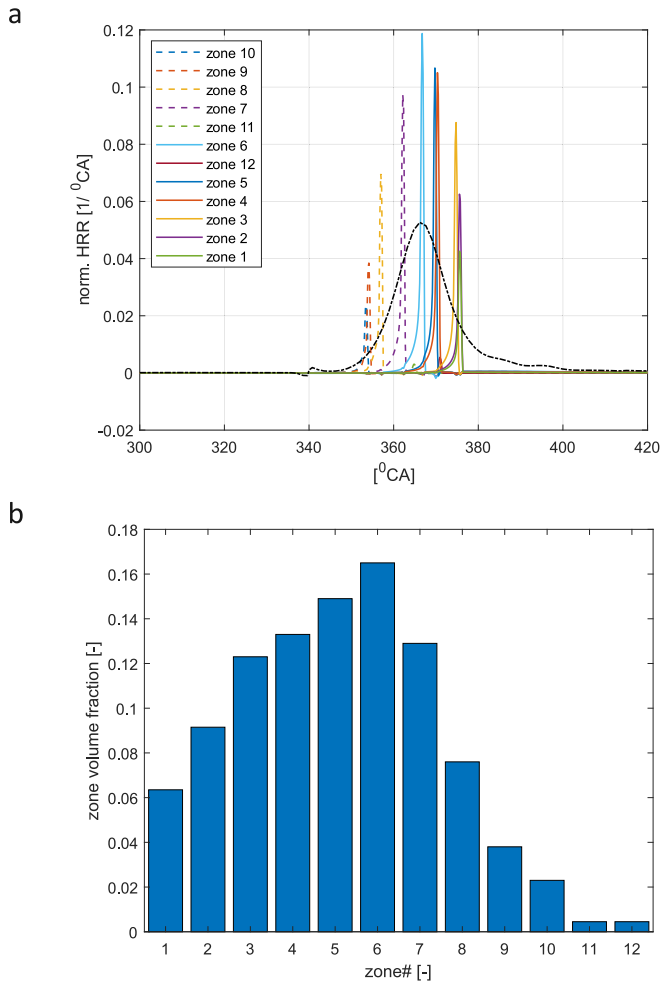 a
0.12
0.1
0.08
0.06
0.04
0.02
0
-0.02
norm. HRR [1/ ⁰CA]
zone 10
zone 9
zone 8
zone 7
zone 11
zone 6
zone 12
zone 5
zone 4
zone 3
zone 2
zone 1
300 320 340 360 380 400 420
[⁰CA]
b
0.18
0.16
0.14
0.12
0.1
0.08
0.06
0.04
0.02
0
zone volume fraction [-]
1 2 3 4 5 6 7 8 9 10 11 12
zone# [-]